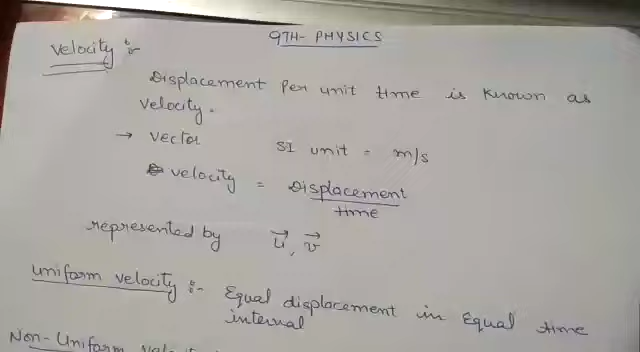 9TH- PHYSICS
Velocity :-
Displacement Per unit time is known as
velocity.
→ vector SI unit = m/s
velocity = Displacement / time
represented by u⃗, v⃗
uniform velocity :- Equal displacement in Equal time
internal
Non-Uniform